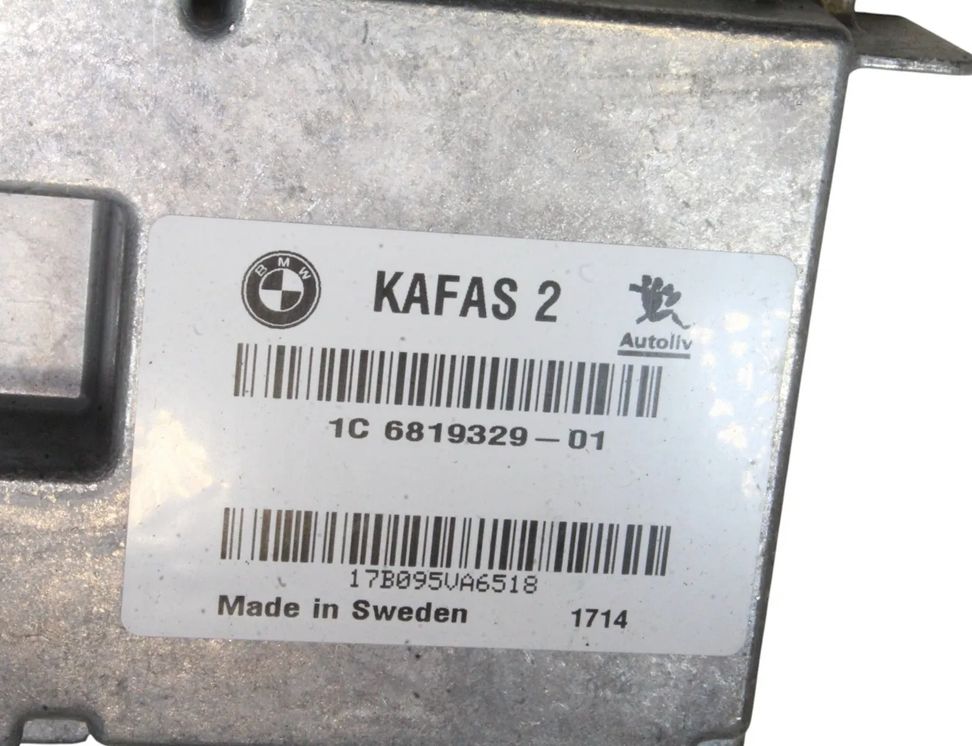 BMW
KAFAS 2
Autoliv
1C 6819329-01
17B095VA6518
Made in Sweden 1714